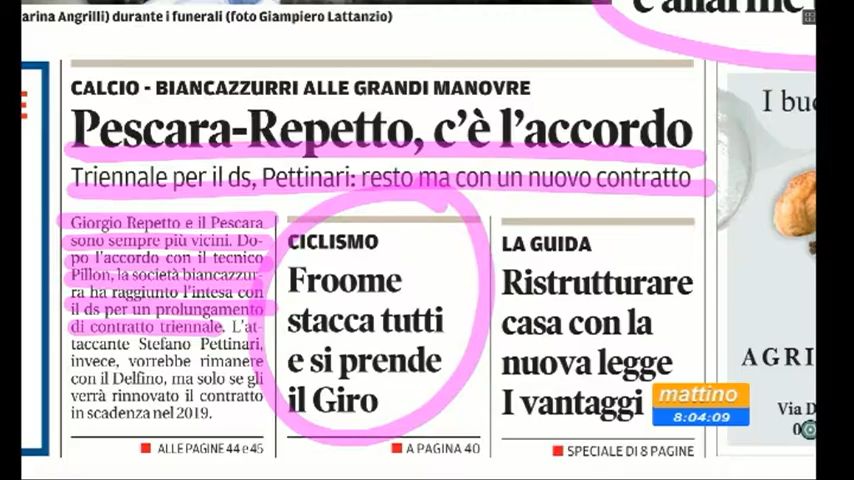 arina Angrilli) durante i funerali (foto Giampiero Lattanzio)
CALCIO - BIANCAZZURRI ALLE GRANDI MANOVRE
Pescara-Repetto, c'è l'accordo
Triennale per il ds, Pettinari: resto ma con un nuovo contratto
Giorgio Repetto e il Pescara
sono sempre più vicini. Do-
po l'accordo con il tecnico
Pillon, la società biancazzur-
ra ha raggiunto l'intesa con
il ds per un prolungamento
di contratto triennale. L'at-
taccante Stefano Pettinari,
invece, vorrebbe rimanere
con il Delfino, ma solo se gli
verrà rinnovato il contratto
in scadenza nel 2019.
ALLE PAGINE 44 e 45
CICLISMO
Froome
stacca tutti
e si prende
il Giro
A PAGINA 40
LA GUIDA
Ristrutturare
casa con la
nuova legge
I vantaggi
SPECIALE DI 8 PAGINE
I bu
AGRI
Via D
mattino
8:04:09